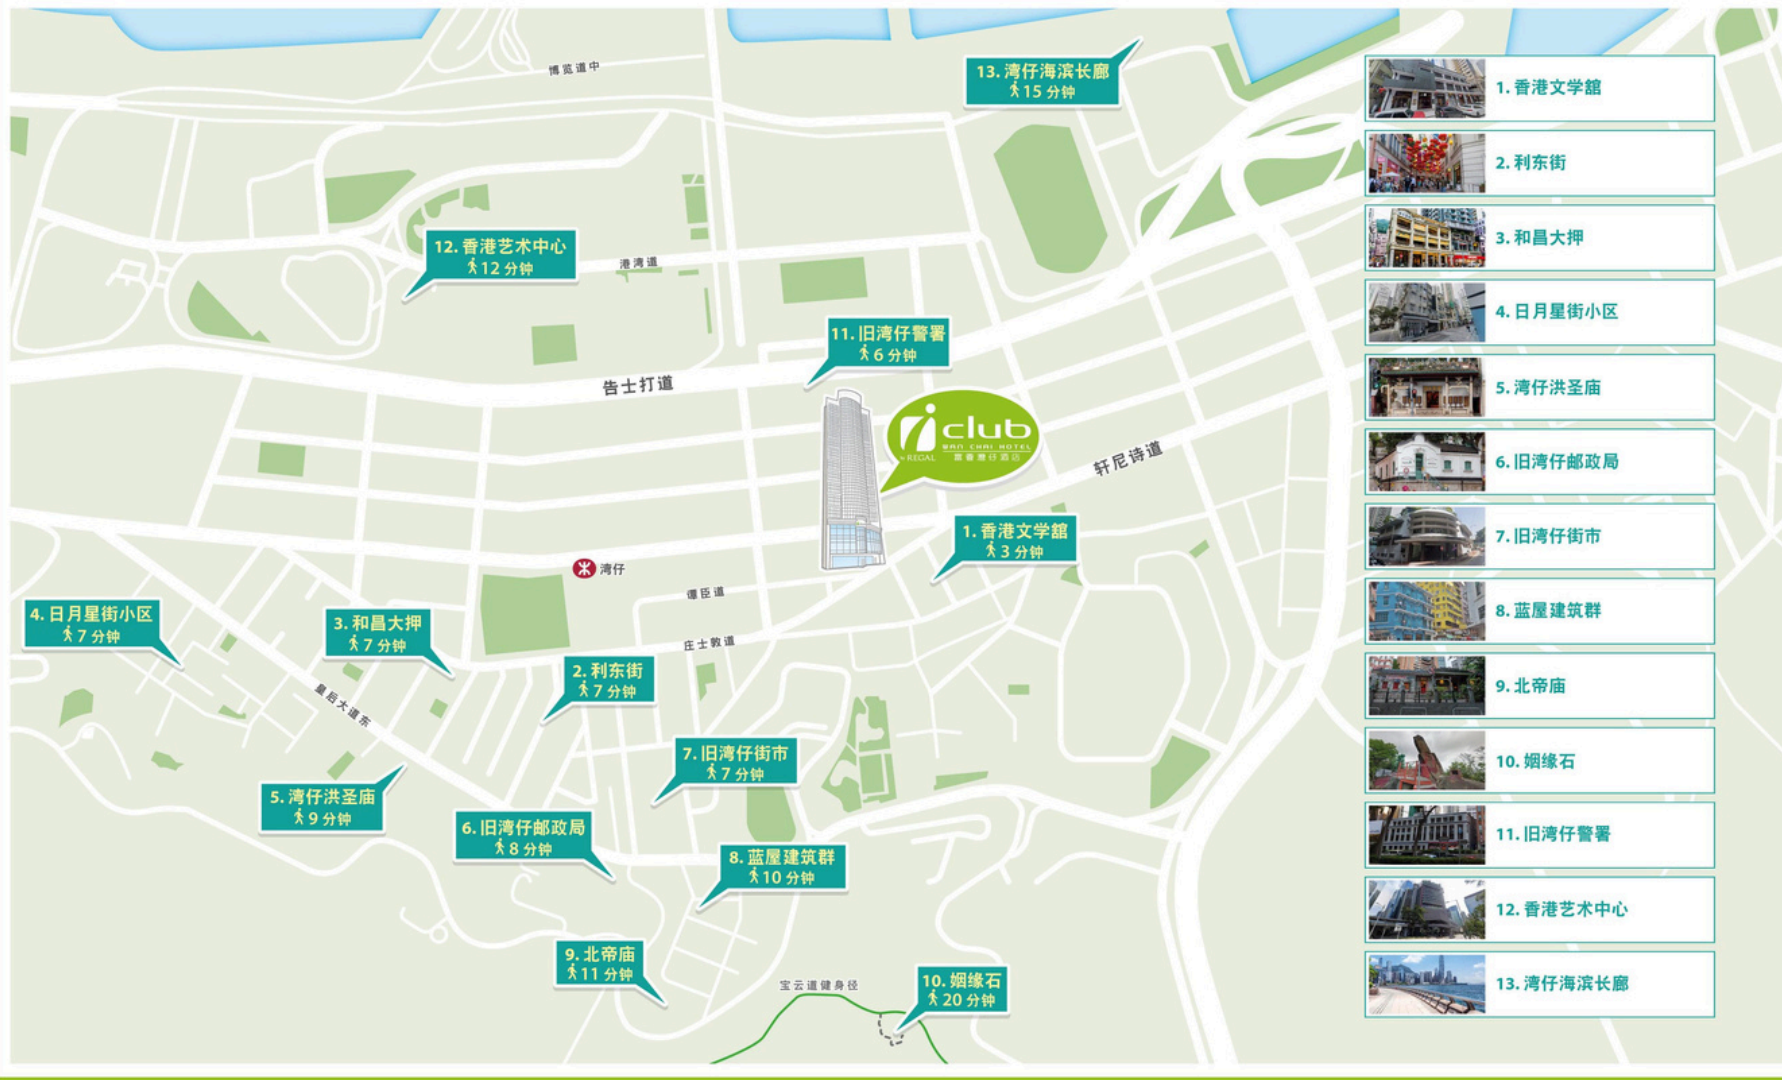 博览道中
13. 湾仔海滨长廊
15 分钟
12. 香港艺术中心
12 分钟
港湾道
11. 旧湾仔警署
6 分钟
告士打道
iclub
WAN CHAI HOTEL
by REGAL
富薈灣仔酒店
轩尼诗道
1. 香港文学舘
3 分钟
湾仔
谭臣道
庄士敦道
4. 日月星街小区
7 分钟
3. 和昌大押
7 分钟
2. 利东街
7 分钟
皇后大道东
7. 旧湾仔街市
7 分钟
5. 湾仔洪圣庙
9 分钟
6. 旧湾仔邮政局
8 分钟
8. 蓝屋建筑群
10 分钟
9. 北帝庙
11 分钟
宝云道健身径
10. 姻缘石
20 分钟
1. 香港文学舘
2. 利东街
3. 和昌大押
4. 日月星街小区
5. 湾仔洪圣庙
6. 旧湾仔邮政局
7. 旧湾仔街市
8. 蓝屋建筑群
9. 北帝庙
10. 姻缘石
11. 旧湾仔警署
12. 香港艺术中心
13. 湾仔海滨长廊